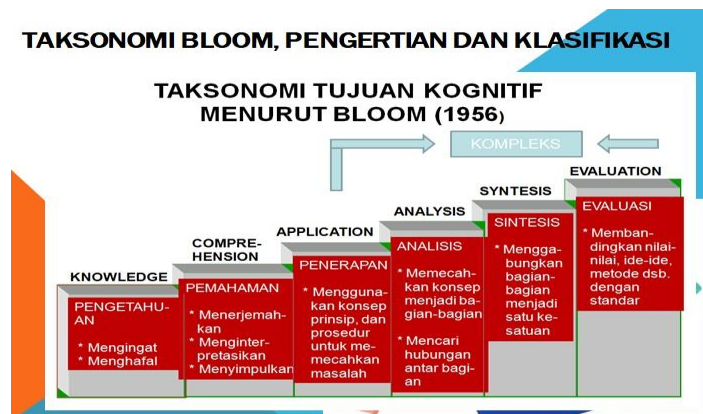 TAKSONOMI BLOOM, PENGERTIAN DAN KLASIFIKASI
TAKSONOMI TUJUAN KOGNITIF
MENURUT BLOOM (1956)
KOMPLEKS
KNOWLEDGE
PENGETAHU-
AN
* Mengingat
* Menghafal
COMPRE-
HENSION
PEMAHAMAN
* Menerjemah-
kan
* Menginter-
pretasikan
* Menyimpulkan
APPLICATION
PENERAPAN
* Mengguna-
kan konsep
prinsip, dan
prosedur
untuk me-
mecahkan
masalah
ANALYSIS
ANALISIS
* Memecah-
kan konsep
menjadi ba-
gian-bagian
* Mencari
hubungan
antar bagi-
an
SYNTESIS
SINTESIS
* Mengga-
bungkan
bagian-
bagian
menjadi
satu ke-
satuan
EVALUATION
EVALUASI
* Memban-
dingkan nilai-
nilai, ide-ide,
metode dsb.
dengan
standar